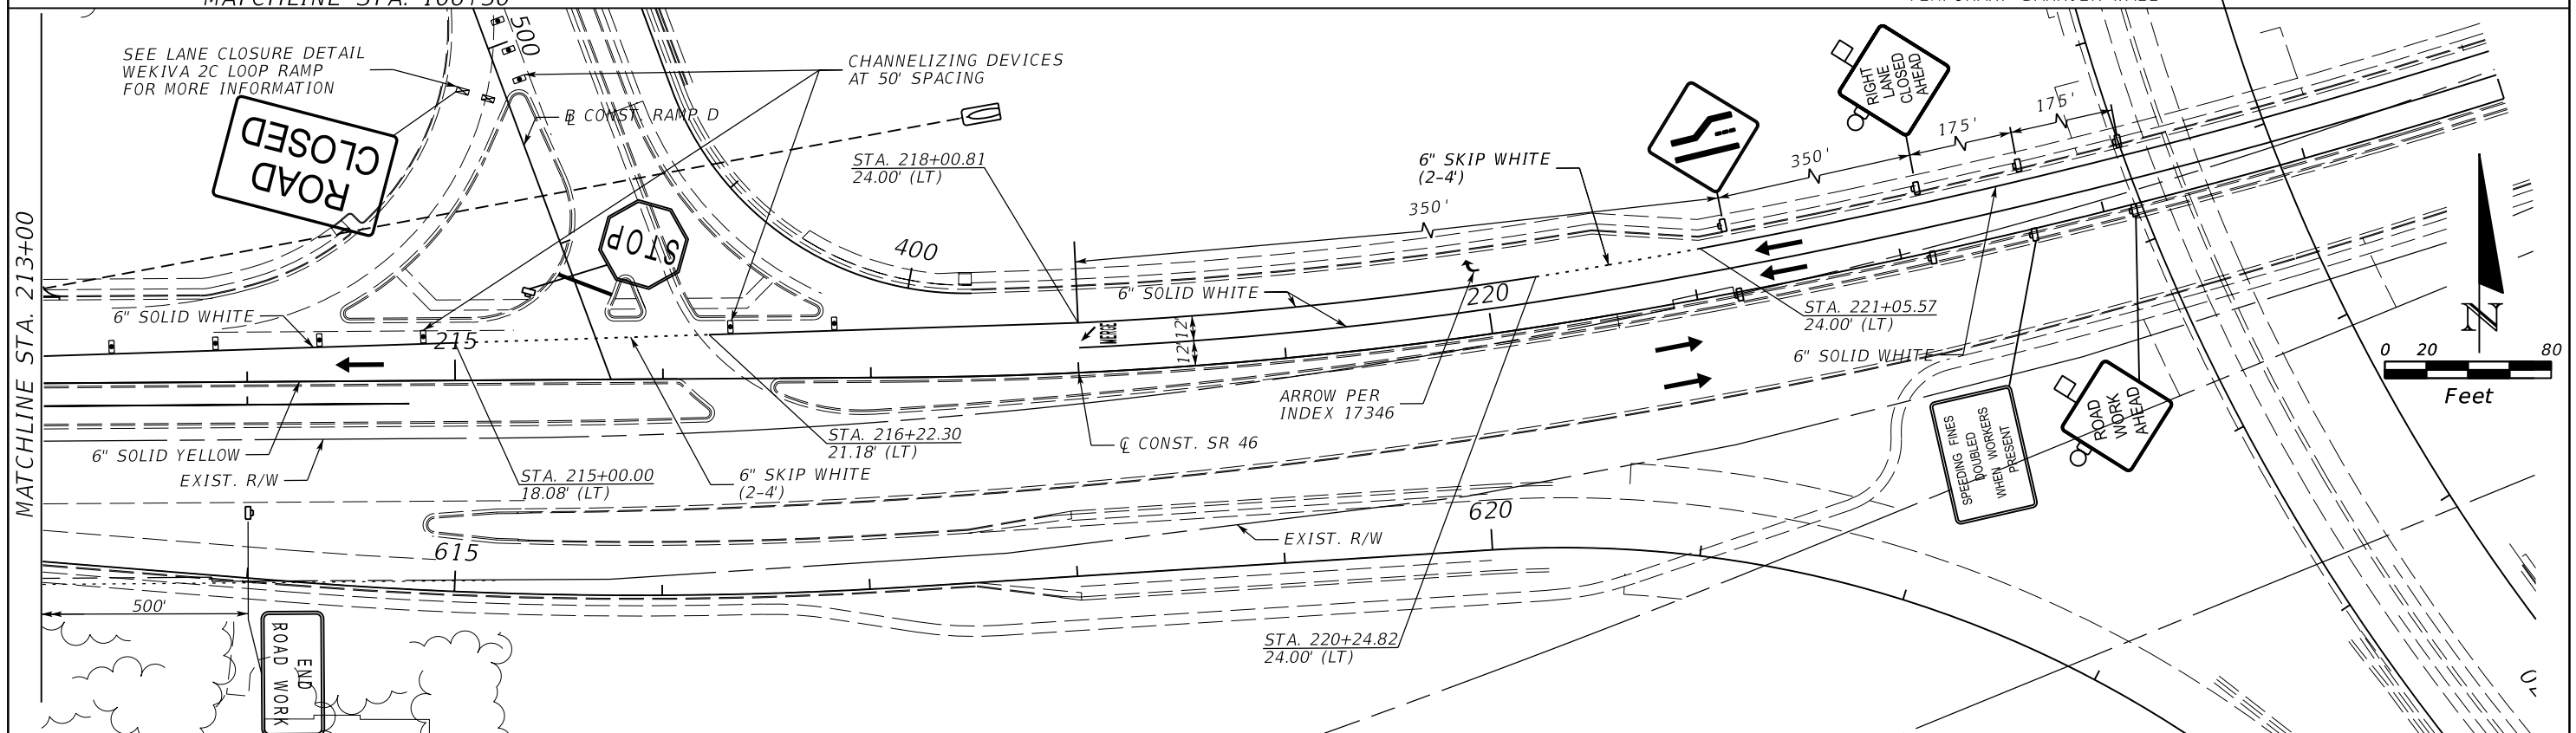 MATCHLINE STA. 100+50
TEMPORARY BARRIER WALL
SEE LANE CLOSURE DETAIL
WEKIVA 2C LOOP RAMP
FOR MORE INFORMATION
500
CHANNELIZING DEVICES
AT 50' SPACING
ROAD
CLOSED
℄ CONST. RAMP D
STA. 218+00.81
24.00' (LT)
6" SKIP WHITE
(2-4')
RIGHT
LANE
CLOSED
AHEAD
175'
175'
350'
350'
STOP
400
MATCHLINE STA. 213+00
6" SOLID WHITE
215
6" SOLID WHITE
MERGE
12'
12'
220
STA. 221+05.57
24.00' (LT)
6" SOLID WHITE
N
0 20 80
Feet
ARROW PER
INDEX 17346
ROAD
WORK
AHEAD
SPEEDING FINES
DOUBLED
WHEN WORKERS
PRESENT
6" SOLID YELLOW
EXIST. R/W
STA. 216+22.30
21.18' (LT)
℄ CONST. SR 46
STA. 215+00.00
18.08' (LT)
6" SKIP WHITE
(2-4')
620
EXIST. R/W
615
500'
END
ROAD WORK
STA. 220+24.82
24.00' (LT)